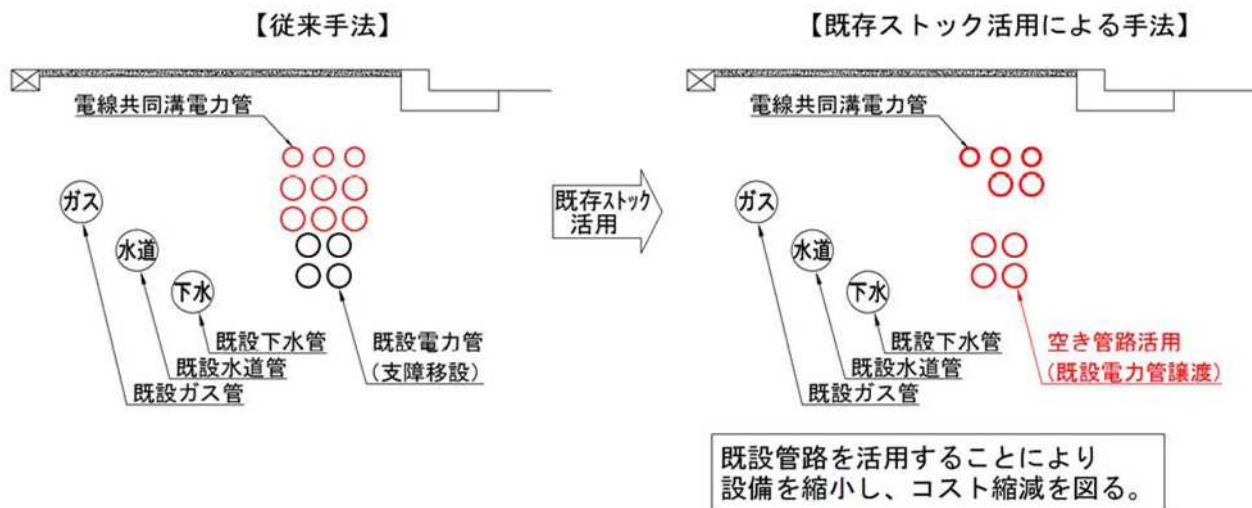 【従来手法】
電線共同溝電力管
ガス
水道
下水
既設下水管
既設水道管
既設ガス管
既設電力管
(支障移設)
既存ストック
活用
【既存ストック活用による手法】
電線共同溝電力管
ガス
水道
下水
既設下水管
既設水道管
既設ガス管
空き管路活用
(既設電力管譲渡)
既設管路を活用することにより
設備を縮小し、コスト縮減を図る。